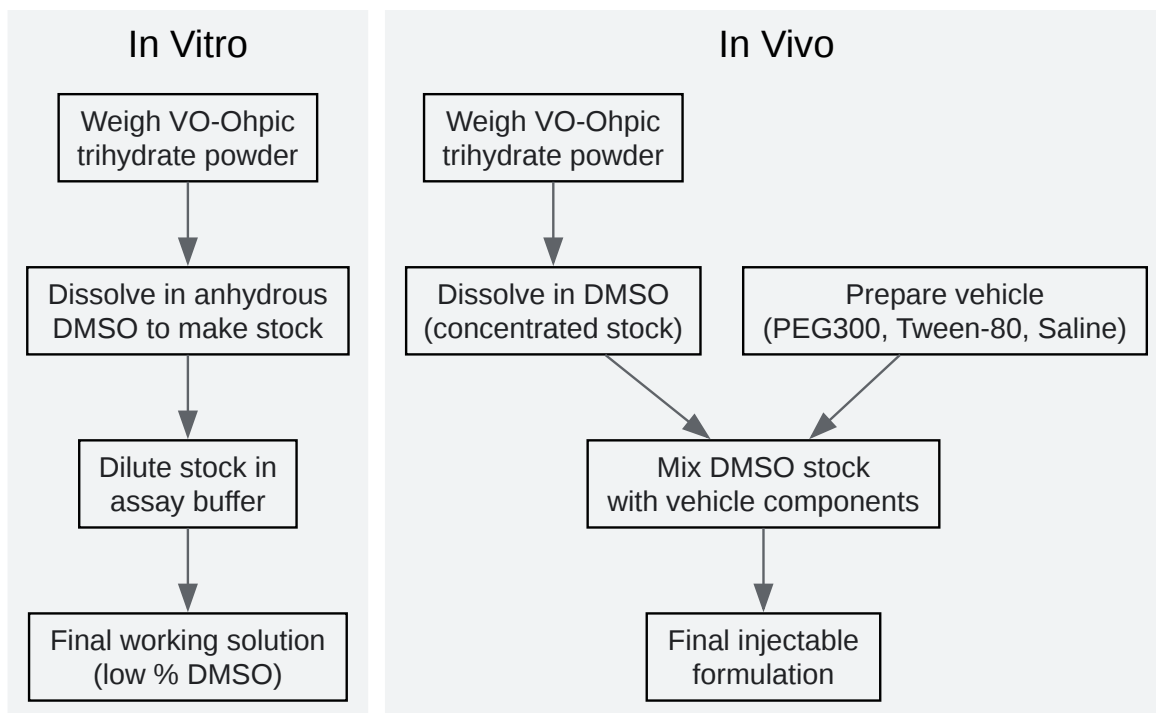 In Vitro
Weigh VO-Ohpic
trihydrate powder
Dissolve in anhydrous
DMSO to make stock
Dilute stock in
assay buffer
Final working solution
(low % DMSO)
In Vivo
Weigh VO-Ohpic
trihydrate powder
Dissolve in DMSO
(concentrated stock)
Prepare vehicle
(PEG300, Tween-80, Saline)
Mix DMSO stock
with vehicle components
Final injectable
formulation